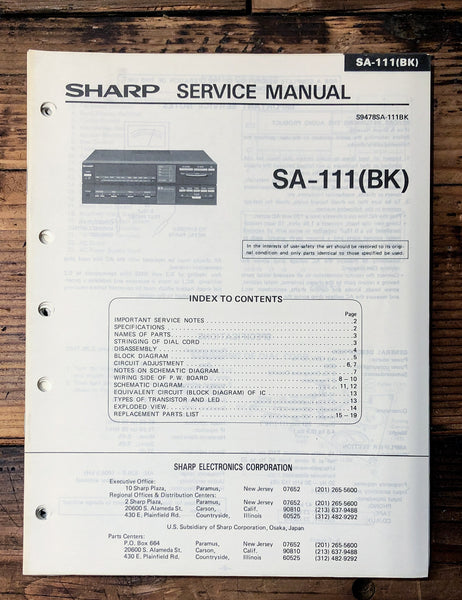 SA-111(BK)
SHARP SERVICE MANUAL
S9478SA-111BK
SA-111(BK)
In the interests of user-safety the set should be restored to its original condition and only parts identical to those specified be used.
INDEX TO CONTENTS
Page
IMPORTANT SERVICE NOTES 2
SPECIFICATIONS 2
NAMES OF PARTS 3
STRINGING OF DIAL CORD 3
DISASSEMBLY 4
BLOCK DIAGRAM 5
CIRCUIT ADJUSTMENT 6, 7
NOTES ON SCHEMATIC DIAGRAM 7
WIRING SIDE OF P.W. BOARD 8 – 10
SCHEMATIC DIAGRAM 11, 12
EQUIVALENT CIRCUIT (BLOCK DIAGRAM) OF IC 13
TYPES OF TRANSISTOR AND LED 13
EXPLODED VIEW 14
REPLACEMENT PARTS LIST 15 – 19
SHARP ELECTRONICS CORPORATION
Executive Office:
10 Sharp Plaza, Paramus, New Jersey 07652 (201) 265-5600
Regional Offices & Distribution Centers:
2 Sharp Plaza, Paramus, New Jersey 07652 (201) 265-5600
20600 S. Alameda St, Carson, Calif. 90810 (213) 637-9488
430 E. Plainfield Rd. Countryside, Illinois 60525 (312) 482-9292
U.S. Subsidiary of Sharp Corporation, Osaka, Japan
Parts Centers:
P.O. Box 664 Paramus, New Jersey 07652 (201) 265-5600
20600 S. Alameda St, Carson, Calif. 90810 (213) 637-9488
430 E. Plainfield Rd. Countryside, Illinois 60525 (312) 482-9292